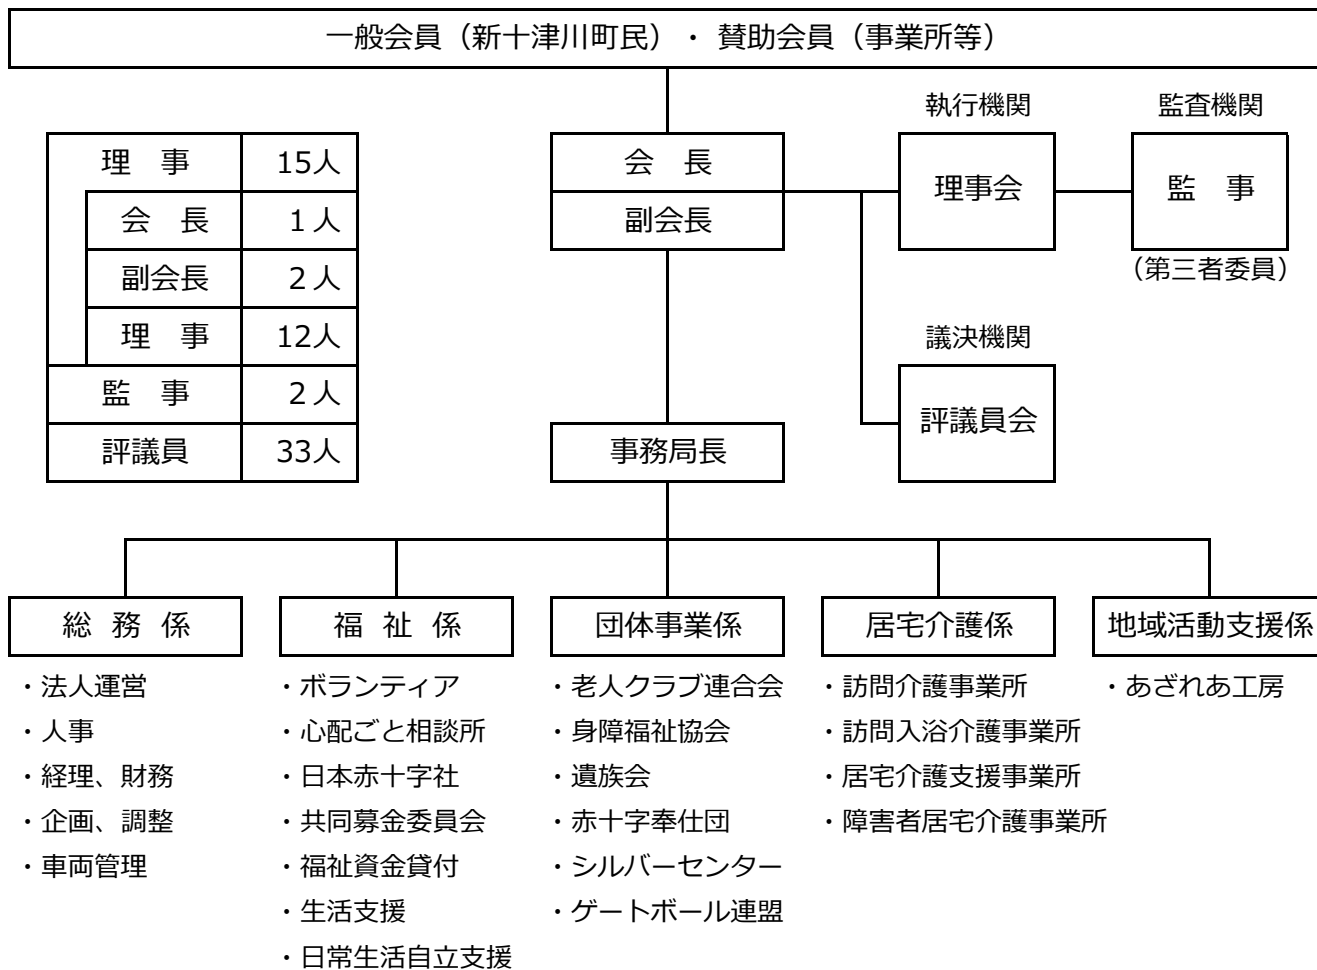 一般会員（新十津川町民）・ 賛助会員（事業所等）
理　事 15人
会　長 1人
副会長 2人
理　事 12人
監　事 2人
評議員 33人
会　長
副会長
執行機関
理事会
監査機関
監　事
（第三者委員）
議決機関
評議員会
事務局長
総 務 係
・法人運営
・人事
・経理、財務
・企画、調整
・車両管理
福 祉 係
・ボランティア
・心配ごと相談所
・日本赤十字社
・共同募金委員会
・福祉資金貸付
・生活支援
・日常生活自立支援
団体事業係
・老人クラブ連合会
・身障福祉協会
・遺族会
・赤十字奉仕団
・シルバーセンター
・ゲートボール連盟
居宅介護係
・訪問介護事業所
・訪問入浴介護事業所
・居宅介護支援事業所
・障害者居宅介護事業所
地域活動支援係
・あざれあ工房